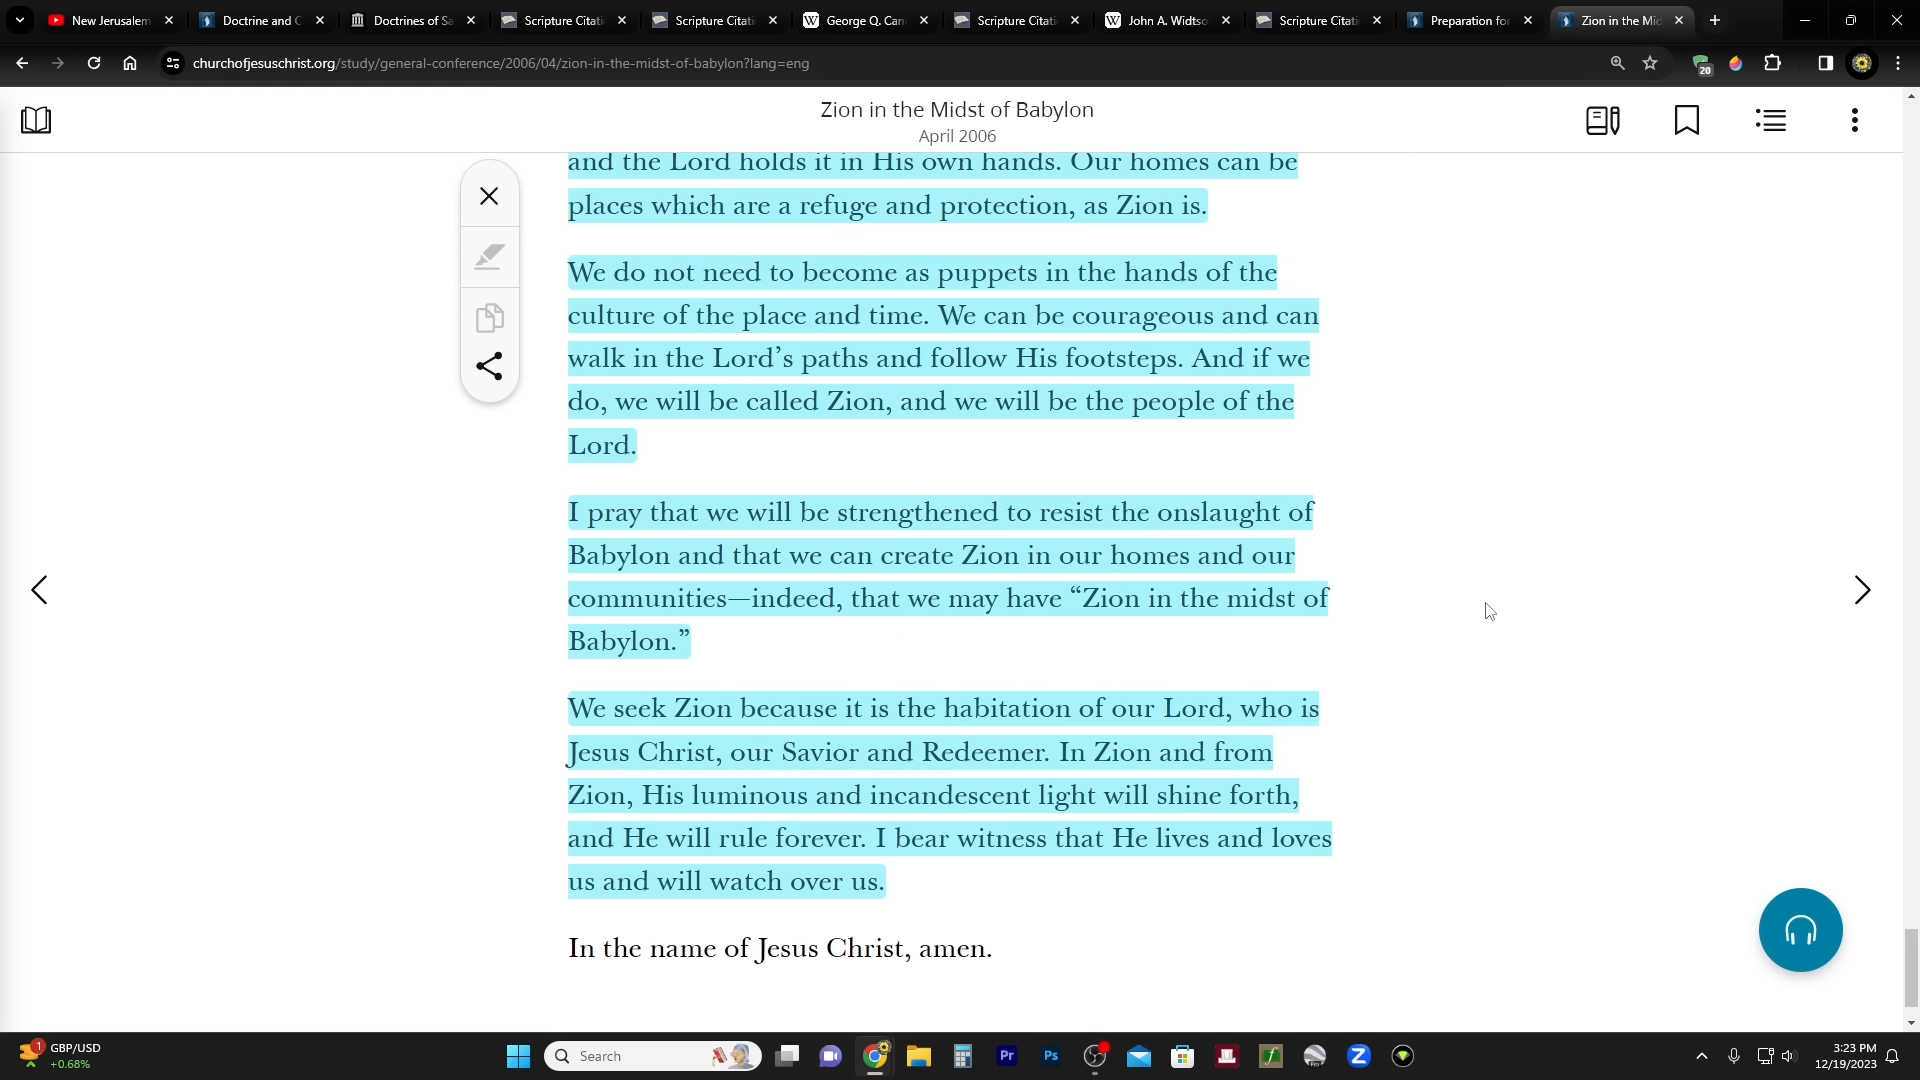 New Jerusalem
Doctrine and C
Doctrines of Sa
Scripture Citati
Scripture Citati
George Q. Can
Scripture Citati
John A. Widtso
Scripture Citati
Preparation for
Zion in the Mid
churchofjesuschrist.org/study/general-conference/2006/04/zion-in-the-midst-of-babylon?lang=eng
20
Zion in the Midst of Babylon
April 2006
and the Lord holds it in His own hands. Our homes can be
places which are a refuge and protection, as Zion is.
We do not need to become as puppets in the hands of the
culture of the place and time. We can be courageous and can
walk in the Lord’s paths and follow His footsteps. And if we
do, we will be called Zion, and we will be the people of the
Lord.
I pray that we will be strengthened to resist the onslaught of
Babylon and that we can create Zion in our homes and our
communities—indeed, that we may have “Zion in the midst of
Babylon.”
We seek Zion because it is the habitation of our Lord, who is
Jesus Christ, our Savior and Redeemer. In Zion and from
Zion, His luminous and incandescent light will shine forth,
and He will rule forever. I bear witness that He lives and loves
us and will watch over us.
In the name of Jesus Christ, amen.
1
GBP/USD
+0.68%
Search
Pr
Ps
Z
3:23 PM
12/19/2023